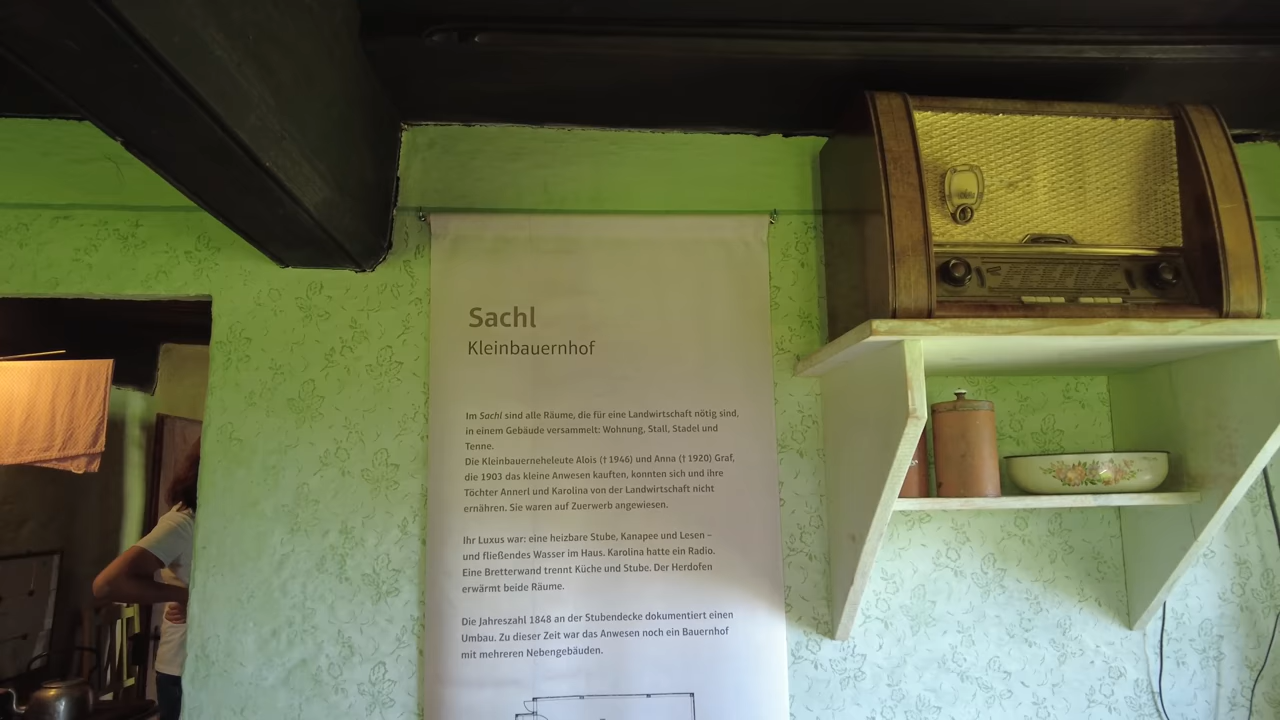 Sachl
Kleinbauernhof
Im Sachl sind alle Räume, die für eine Landwirtschaft nötig sind,
in einem Gebäude versammelt: Wohnung, Stall, Stadel und
Tenne.
Die Kleinbauerneheleute Alois († 1946) und Anna († 1920) Graf,
die 1903 das kleine Anwesen kauften, konnten sich und ihre
Töchter Annerl und Karolina von der Landwirtschaft nicht
ernähren. Sie waren auf Zuerwerb angewiesen.
Ihr Luxus war: eine heizbare Stube, Kanapee und Lesen –
und fließendes Wasser im Haus. Karolina hatte ein Radio.
Eine Bretterwand trennt Küche und Stube. Der Herdofen
erwärmt beide Räume.
Die Jahreszahl 1848 an der Stubendecke dokumentiert einen
Umbau. Zu dieser Zeit war das Anwesen noch ein Bauernhof
mit mehreren Nebengebäuden.